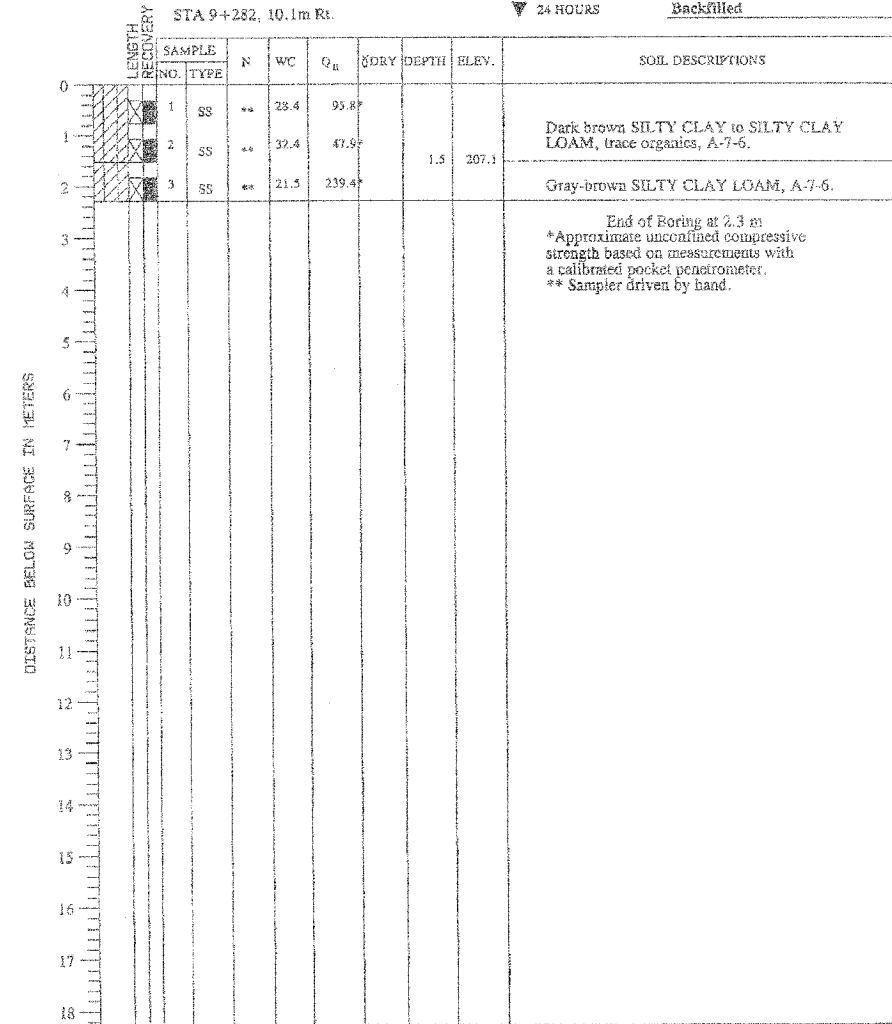 STA 9+282, 10.1m Rt.
▼ 24 HOURS Backfilled
LENGTH
RECOVERY
SAMPLE
NO. TYPE N WC Qu γDRY DEPTH ELEV. SOIL DESCRIPTIONS
0
1 SS ** 28.4 95.8*
Dark brown SILTY CLAY to SILTY CLAY
1
LOAM, trace organics, A-7-6.
2 SS ** 32.4 47.9*
1.5 207.1
3 SS ** 21.5 239.4*
Gray-brown SILTY CLAY LOAM, A-7-6.
2
End of Boring at 2.3 m
*Approximate unconfined compressive
3
strength based on measurements with
a calibrated pocket penetrometer.
** Sampler driven by hand.
4
5
6
7
8
9
10
11
12
13
14
15
16
17
18
DISTANCE BELOW SURFACE IN METERS